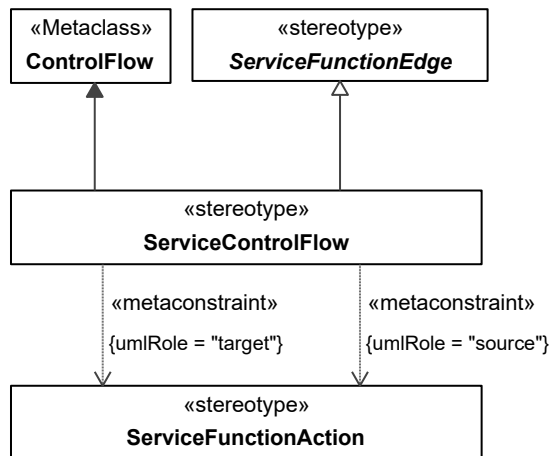 «Metaclass»
ControlFlow
«stereotype»
ServiceFunctionEdge
«stereotype»
ServiceControlFlow
«metaconstraint»
{umlRole = "target"}
«metaconstraint»
{umlRole = "source"}
«stereotype»
ServiceFunctionAction